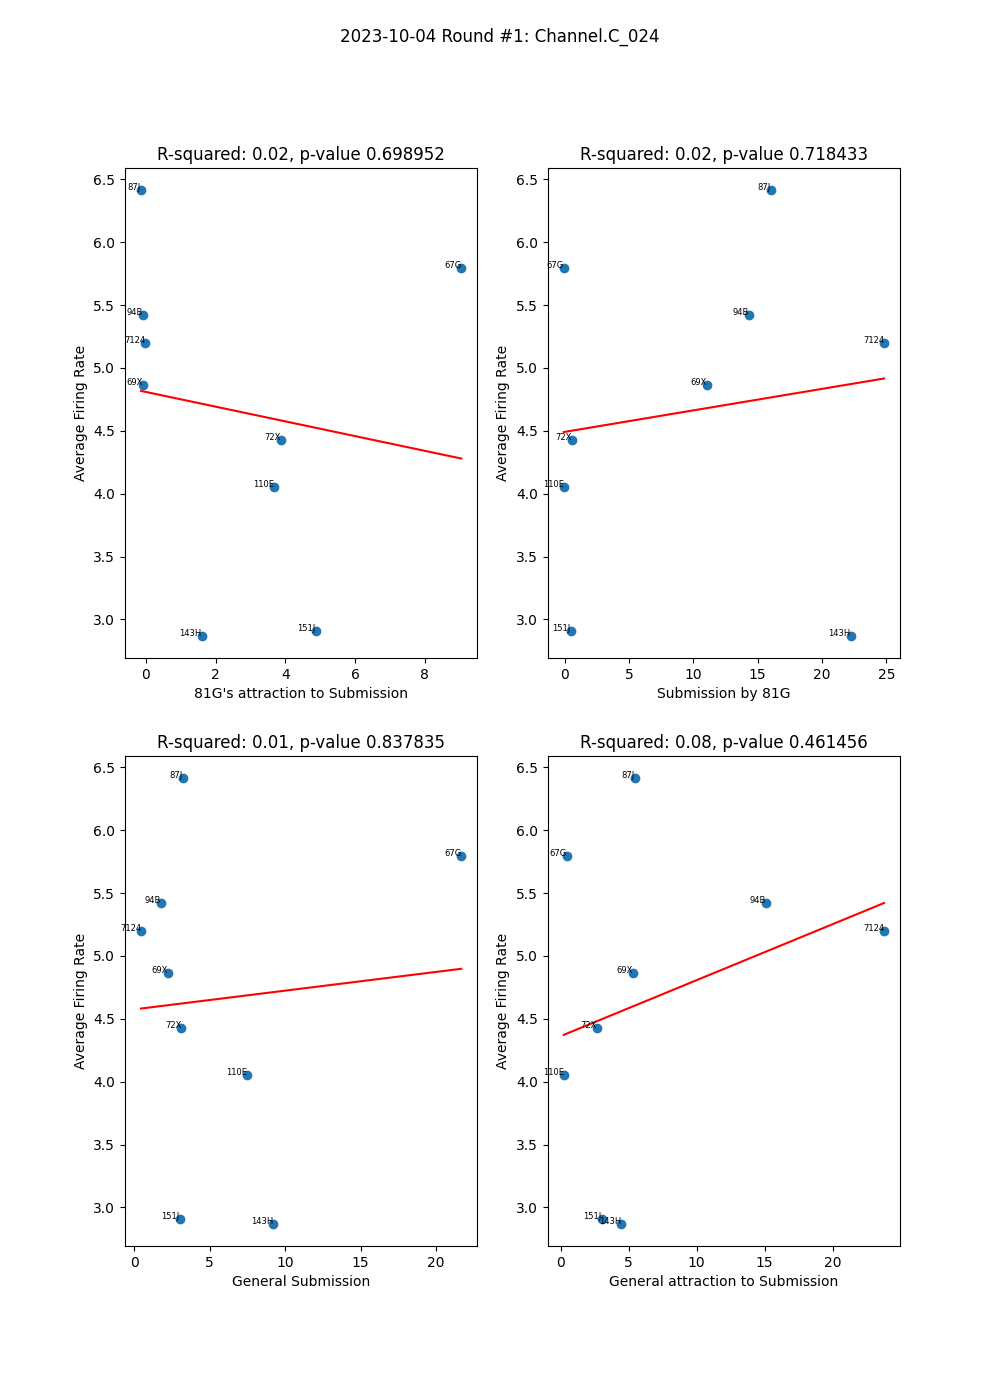 2023-10-04 Round #1: Channel.C_024
R-squared: 0.02, p-value 0.698952
6.5
6.0
5.5
5.0
4.5
4.0
3.5
3.0
Average Firing Rate
87J
67G
94B
7124
69X
72X
110E
143H
151J
0
2
4
6
8
81G's attraction to Submission
R-squared: 0.02, p-value 0.718433
6.5
6.0
5.5
5.0
4.5
4.0
3.5
3.0
Average Firing Rate
87J
67G
94B
7124
69X
72X
110E
151J
143H
0
5
10
15
20
25
Submission by 81G
R-squared: 0.01, p-value 0.837835
6.5
6.0
5.5
5.0
4.5
4.0
3.5
3.0
Average Firing Rate
87J
67G
94B
7124
69X
72X
110E
151J
143H
0
5
10
15
20
General Submission
R-squared: 0.08, p-value 0.461456
6.5
6.0
5.5
5.0
4.5
4.0
3.5
3.0
Average Firing Rate
87J
67G
94B
7124
69X
72X
110E
151J
143H
0
5
10
15
20
General attraction to Submission